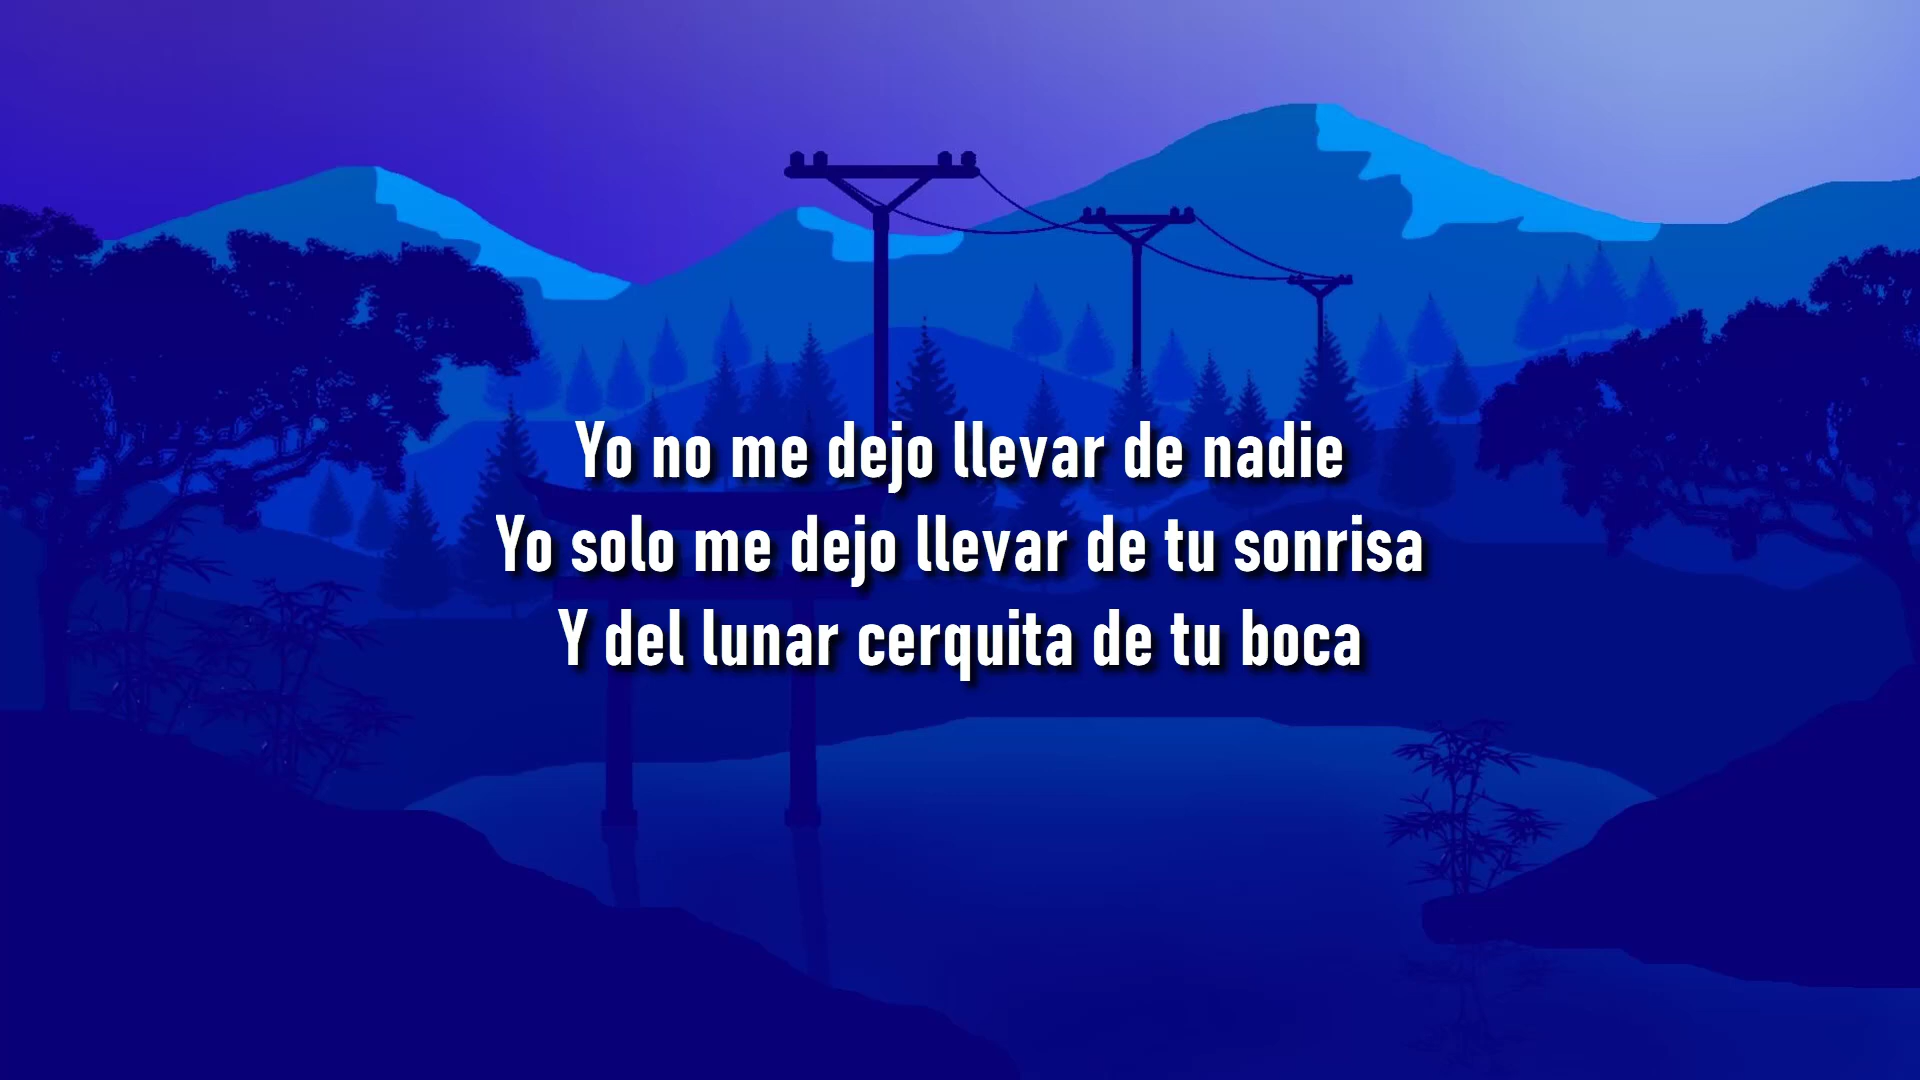 Yo no me dejo llevar de nadie
Yo solo me dejo llevar de tu sonrisa
Y del lunar cerquita de tu boca